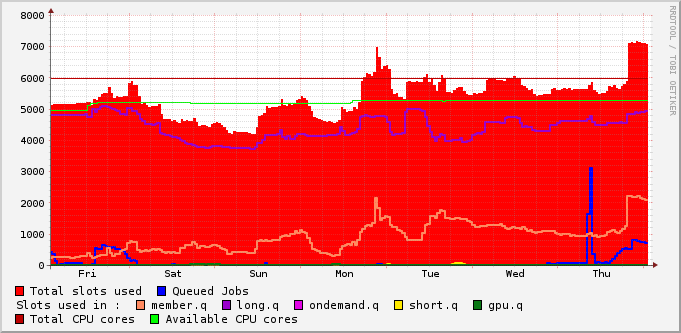 RRDTOOL / TOBI OETIKER
8000
7000
6000
5000
4000
3000
2000
1000
0
Fri Sat Sun Mon Tue Wed Thu
Total slots used Queued Jobs
Slots used in : member.q long.q ondemand.q short.q gpu.q
Total CPU cores Available CPU cores